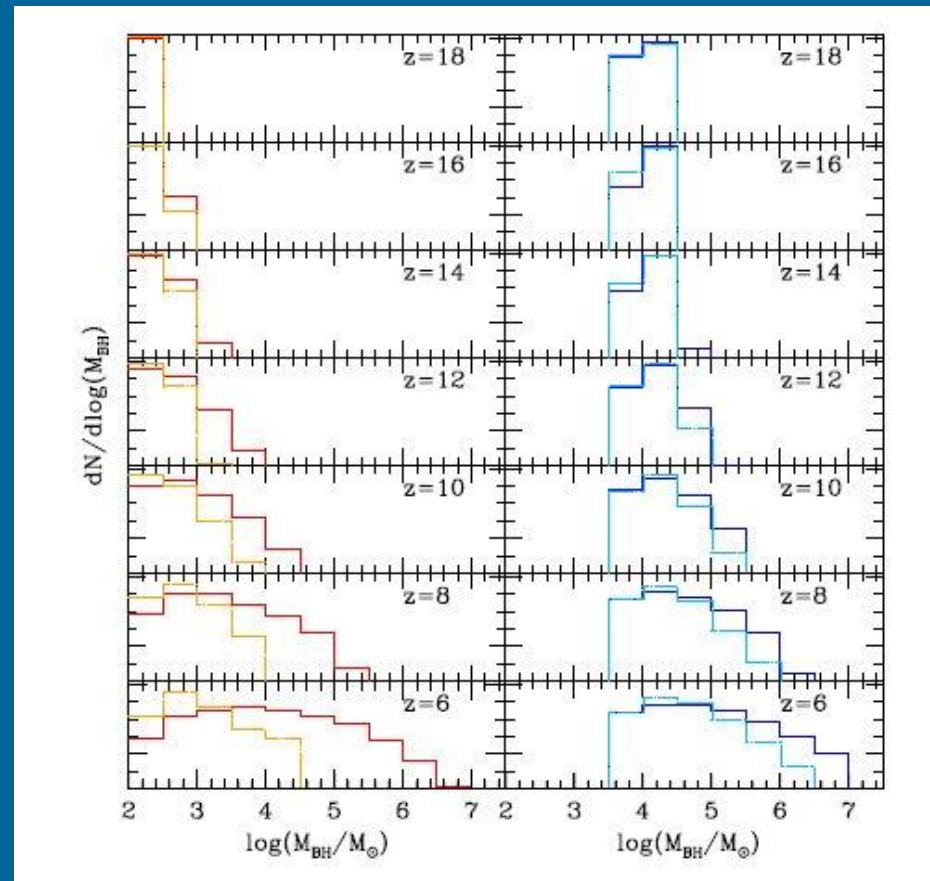 z=18 z=18
z=16 z=16
z=14 z=14
z=12 z=12
z=10 z=10
z=8 z=8
z=6 z=6
dN/dlog(M_BH)
2 3 4 5 6 7 2 3 4 5 6 7
log(M_BH/M_⊙) log(M_BH/M_⊙)